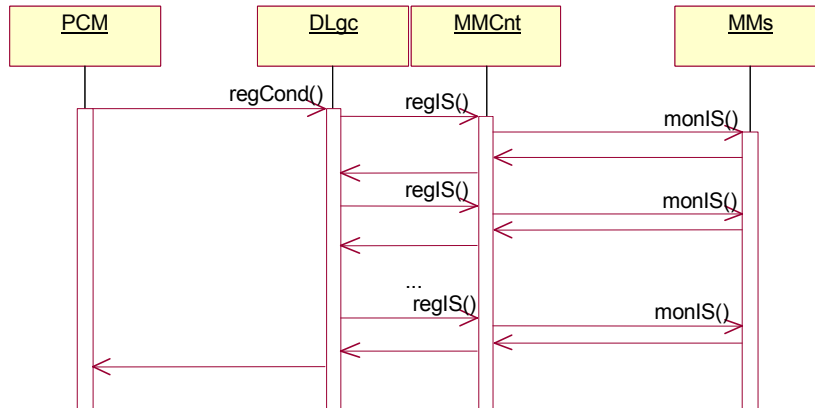 PCM
DLgc
MMCnt
MMs
regCond()
regIS()
monIS()
regIS()
monIS()
...
regIS()
monIS()